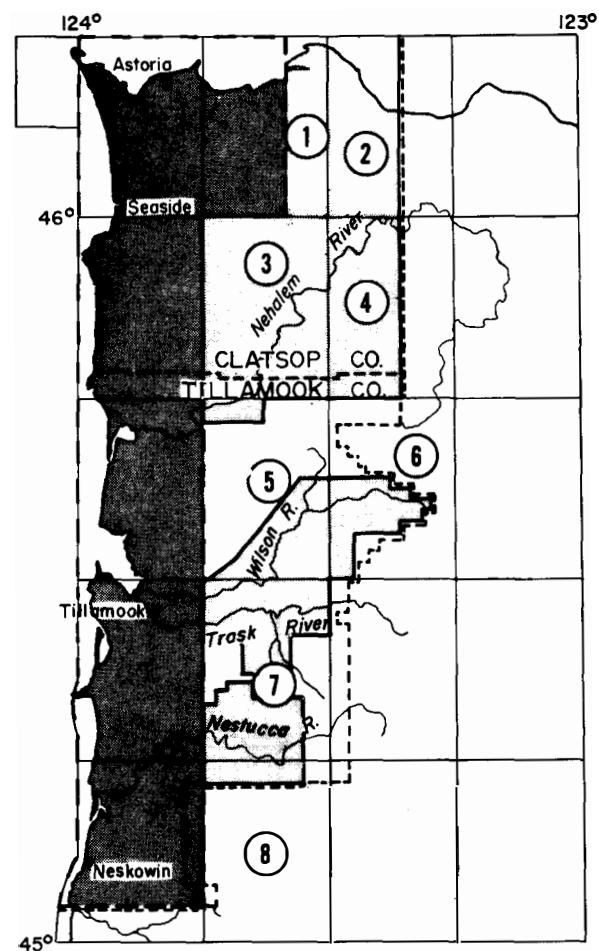 124° 123°
Astoria
1
2
Seaside
46°
River
3
Nehalem
4
CLATSOP CO.
TILLAMOOK CO.
6
5
Wilson R.
Tillamook
Trask River
7
Nestucca R.
8
Neskowin
45°